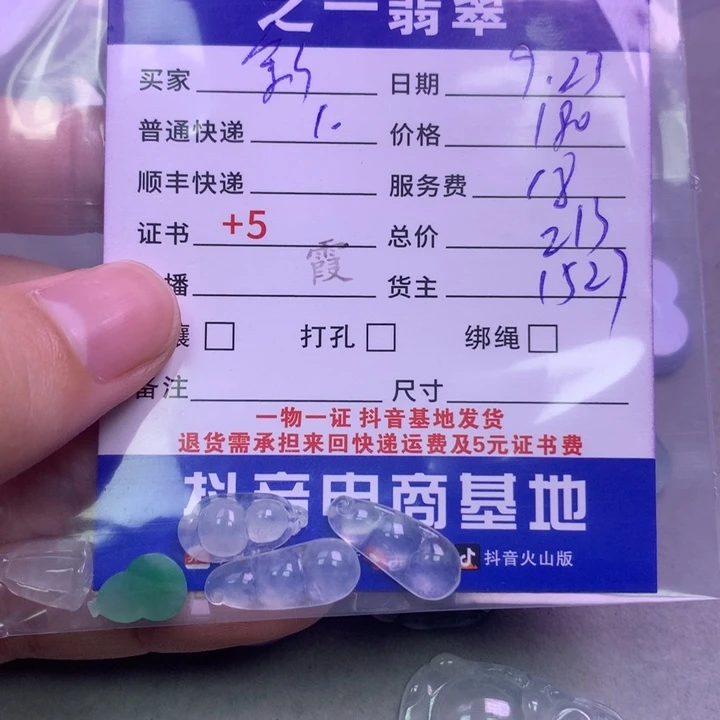 之一翡翠
买家 日期 9.23
普通快递 1. 价格 180
顺丰快递 服务费 18
证书 +5 总价 213
霞
播 货主 1527
镶 打孔 绑绳
备注 尺寸
一物一证 抖音基地发货
退货需承担来回快递运费及5元证书费
抖音电商基地
抖音火山版